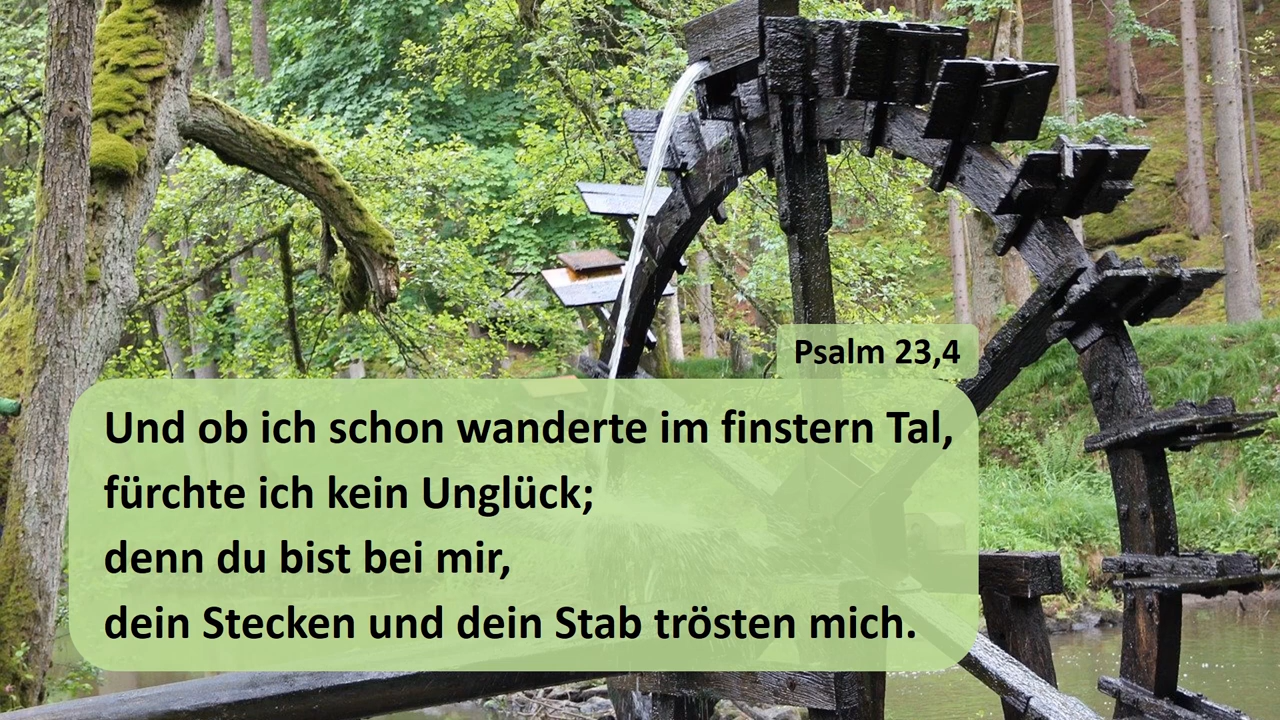 Psalm 23,4
Und ob ich schon wanderte im finstern Tal,
fürchte ich kein Unglück;
denn du bist bei mir,
dein Stecken und dein Stab trösten mich.